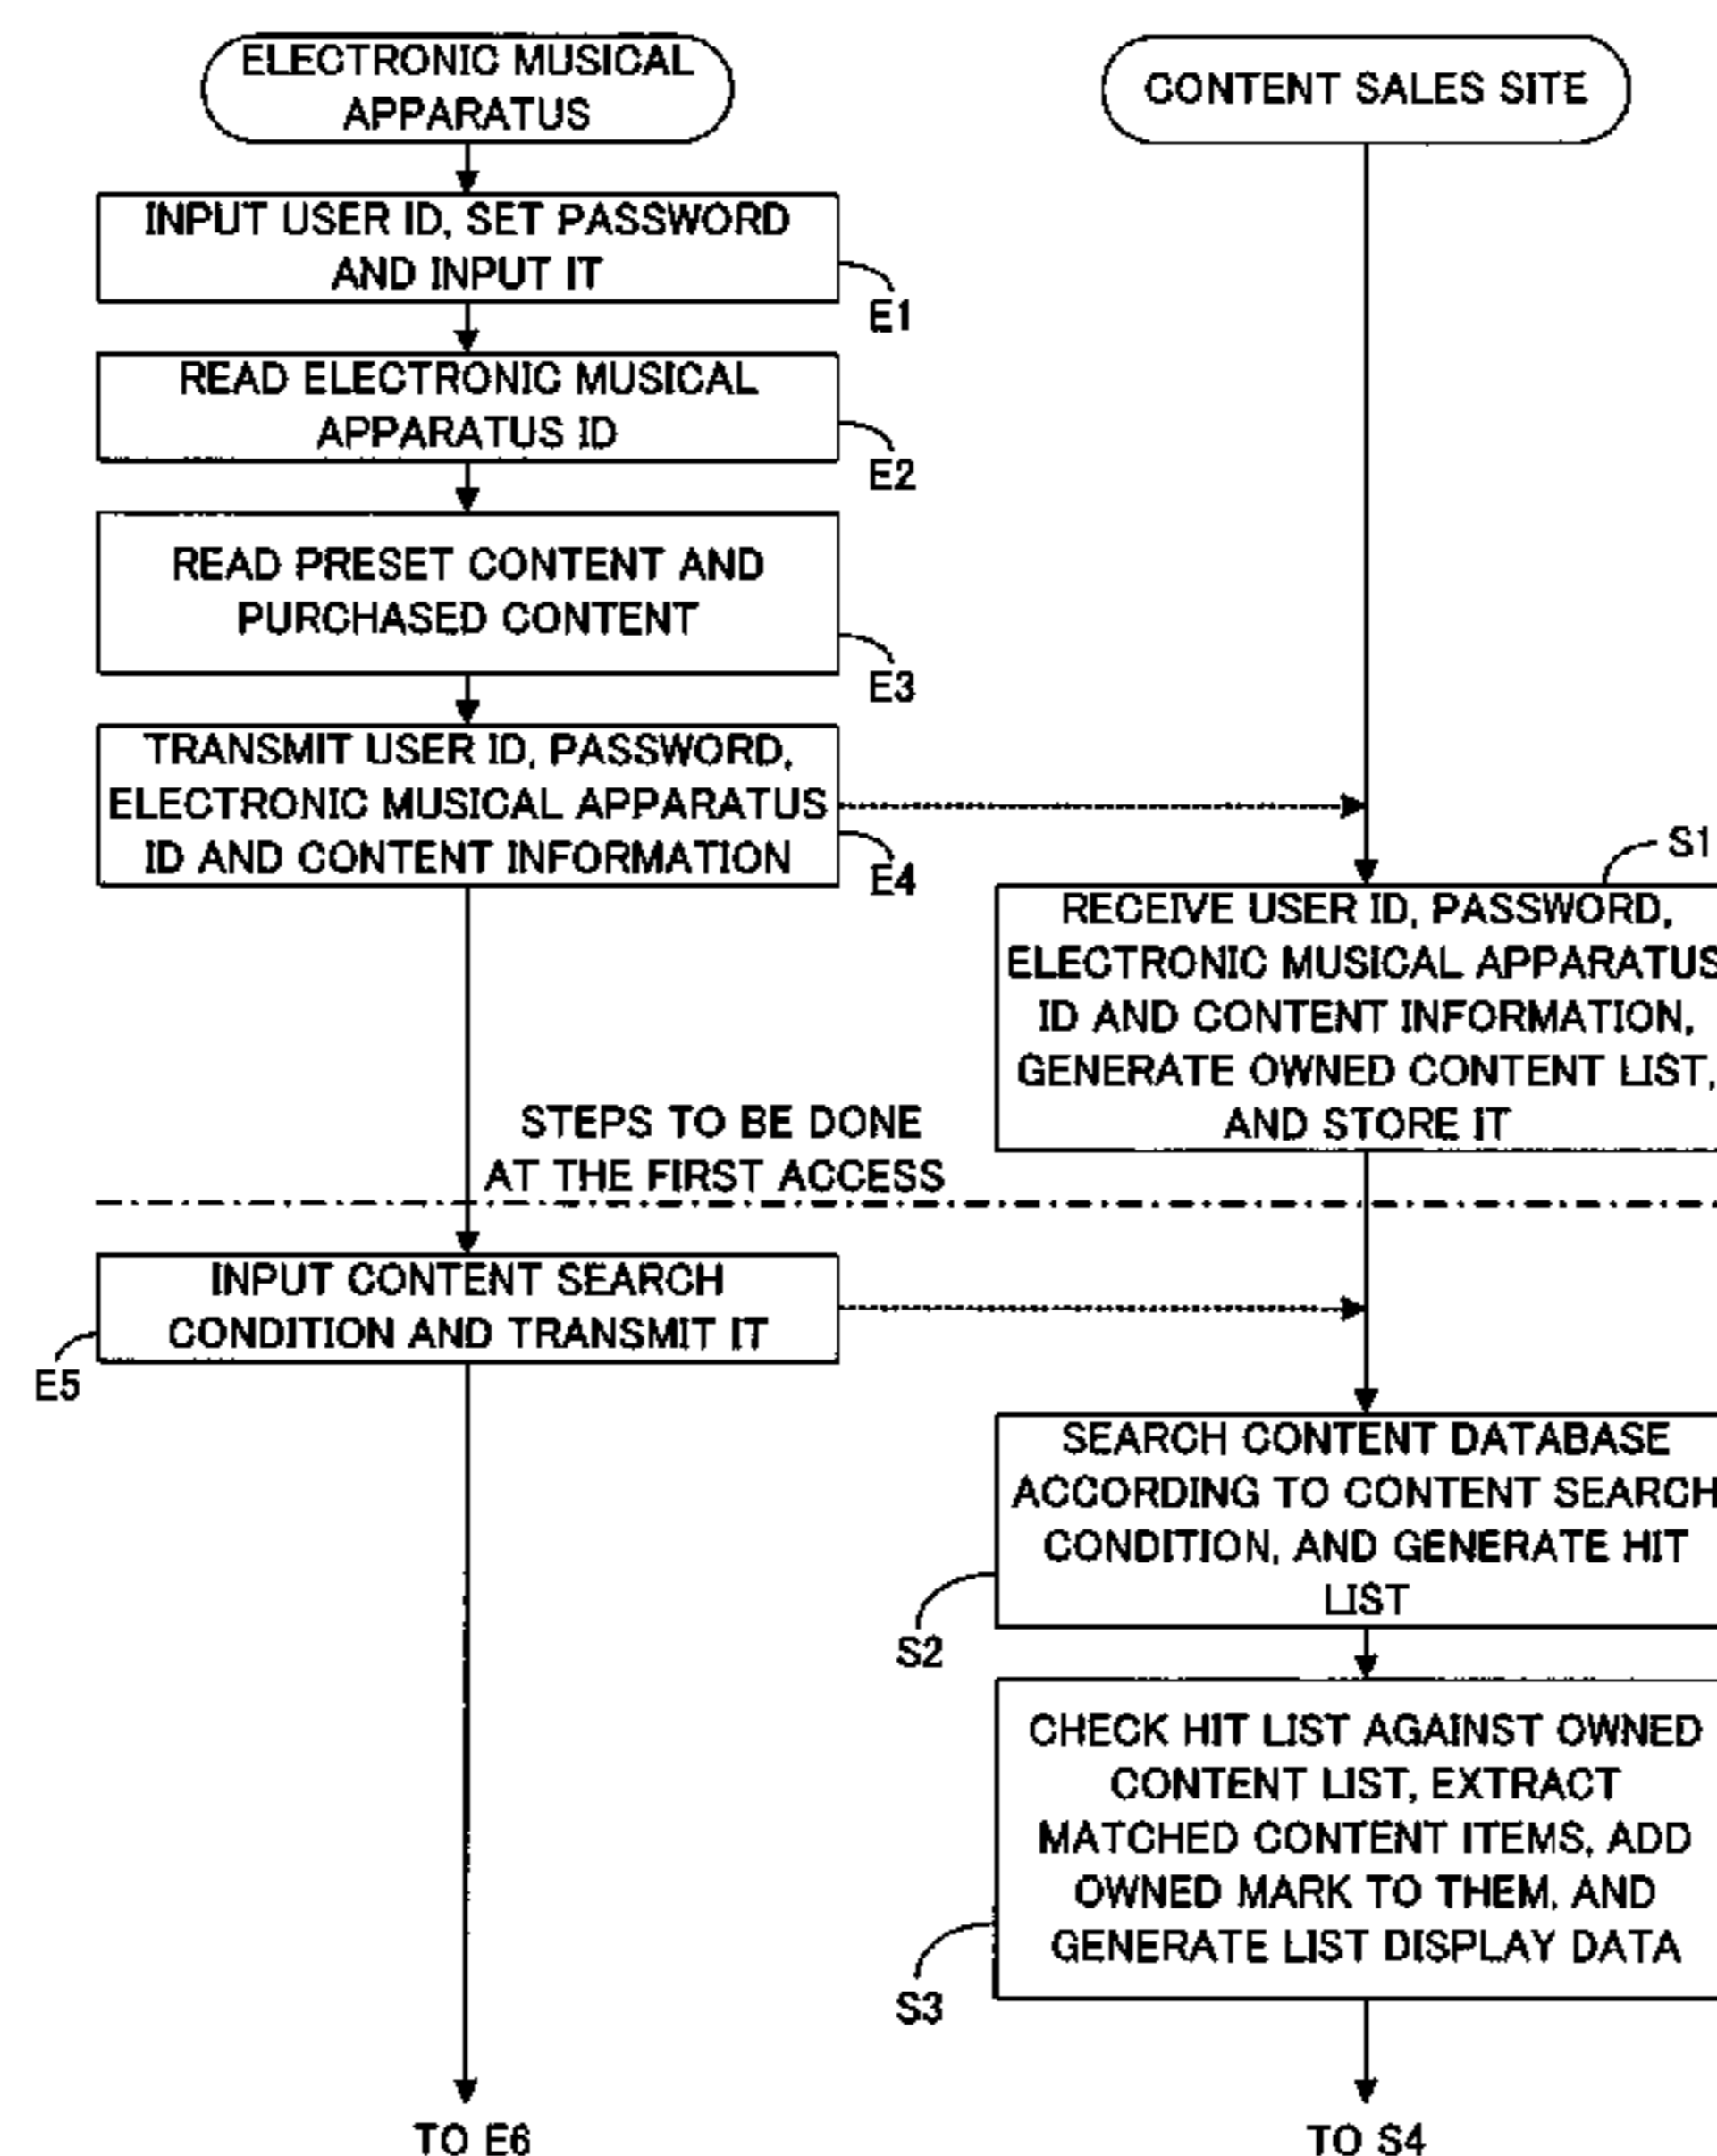 ELECTRONIC MUSICAL
APPARATUS
CONTENT SALES SITE
INPUT USER ID, SET PASSWORD
AND INPUT IT
E1
READ ELECTRONIC MUSICAL
APPARATUS ID
E2
READ PRESET CONTENT AND
PURCHASED CONTENT
E3
TRANSMIT USER ID, PASSWORD,
ELECTRONIC MUSICAL APPARATUS
ID AND CONTENT INFORMATION
E4
S1
RECEIVE USER ID, PASSWORD,
ELECTRONIC MUSICAL APPARATUS
ID AND CONTENT INFORMATION,
GENERATE OWNED CONTENT LIST,
AND STORE IT
STEPS TO BE DONE
AT THE FIRST ACCESS
INPUT CONTENT SEARCH
CONDITION AND TRANSMIT IT
E5
SEARCH CONTENT DATABASE
ACCORDING TO CONTENT SEARCH
CONDITION, AND GENERATE HIT
LIST
S2
CHECK HIT LIST AGAINST OWNED
CONTENT LIST, EXTRACT
MATCHED CONTENT ITEMS, ADD
OWNED MARK TO THEM, AND
GENERATE LIST DISPLAY DATA
S3
TO E6
TO S4